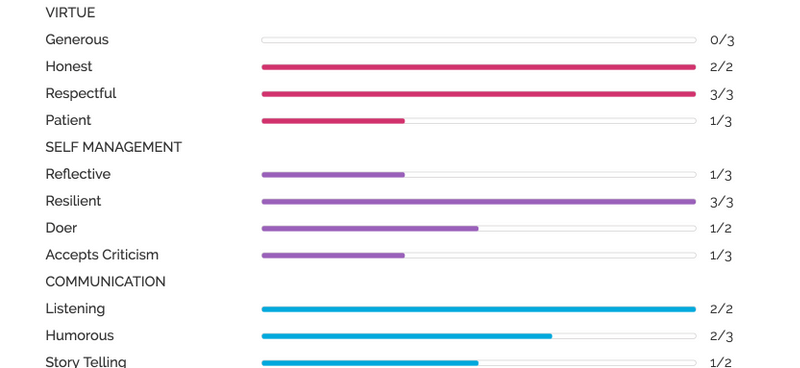 VIRTUE
Generous 0/3
Honest 2/2
Respectful 3/3
Patient 1/3
SELF MANAGEMENT
Reflective 1/3
Resilient 3/3
Doer 1/2
Accepts Criticism 1/3
COMMUNICATION
Listening 2/2
Humorous 2/3
Story Telling 1/2